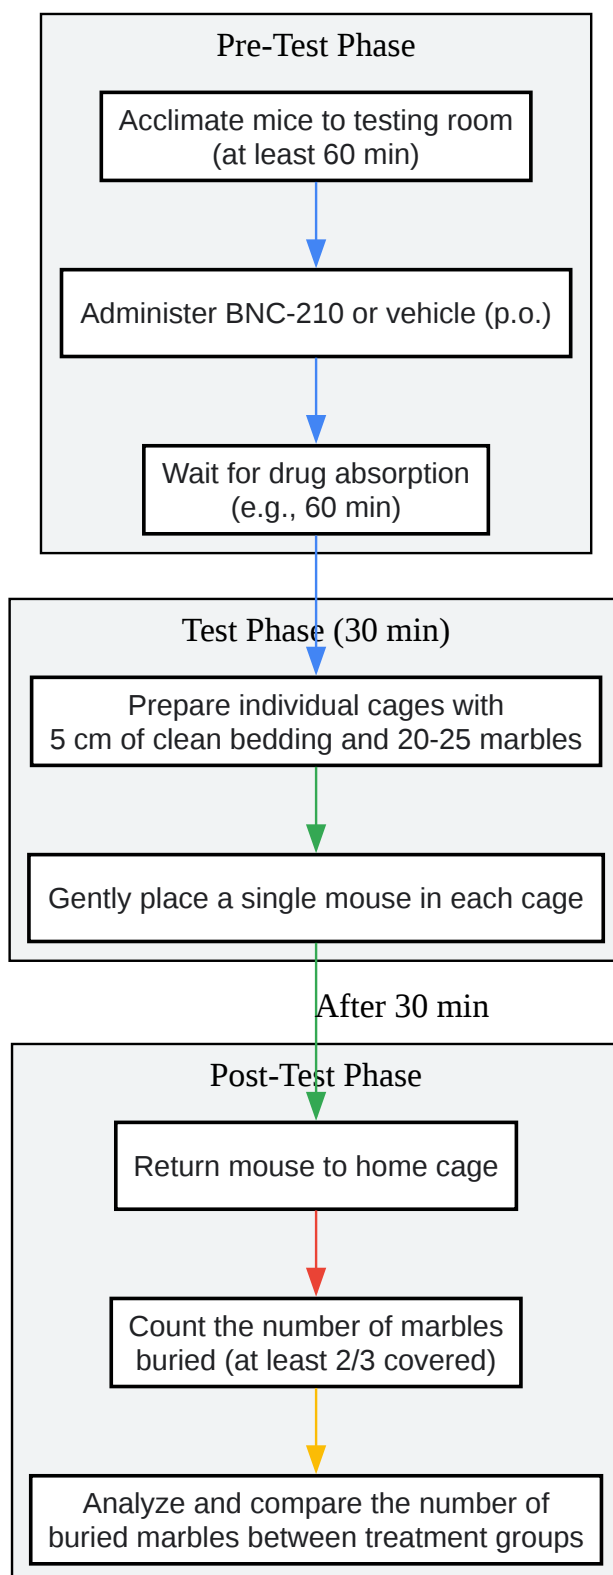 Pre-Test Phase
Acclimate mice to testing room
(at least 60 min)
Administer BNC-210 or vehicle (p.o.)
Wait for drug absorption
(e.g., 60 min)
Test Phase (30 min)
Prepare individual cages with
5 cm of clean bedding and 20-25 marbles
Gently place a single mouse in each cage
After 30 min
Post-Test Phase
Return mouse to home cage
Count the number of marbles
buried (at least 2/3 covered)
Analyze and compare the number of
buried marbles between treatment groups